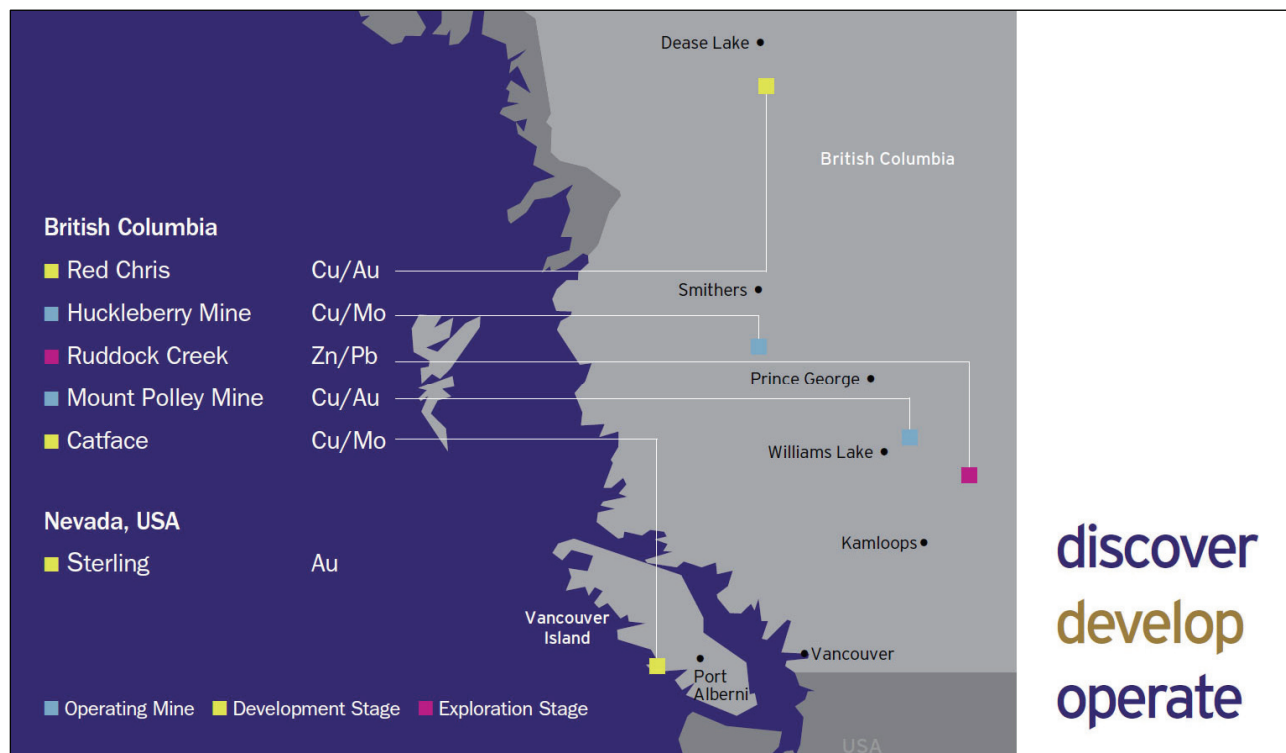 Dease Lake
British Columbia
British Columbia
Red Chris Cu/Au
Huckleberry Mine Cu/Mo
Ruddock Creek Zn/Pb
Mount Polley Mine Cu/Au
Catface Cu/Mo
Nevada, USA
Sterling Au
Smithers
Prince George
Williams Lake
Kamloops
Vancouver
Island
Vancouver
Port
Alberni
Operating Mine Development Stage Exploration Stage
USA
discover
develop
operate